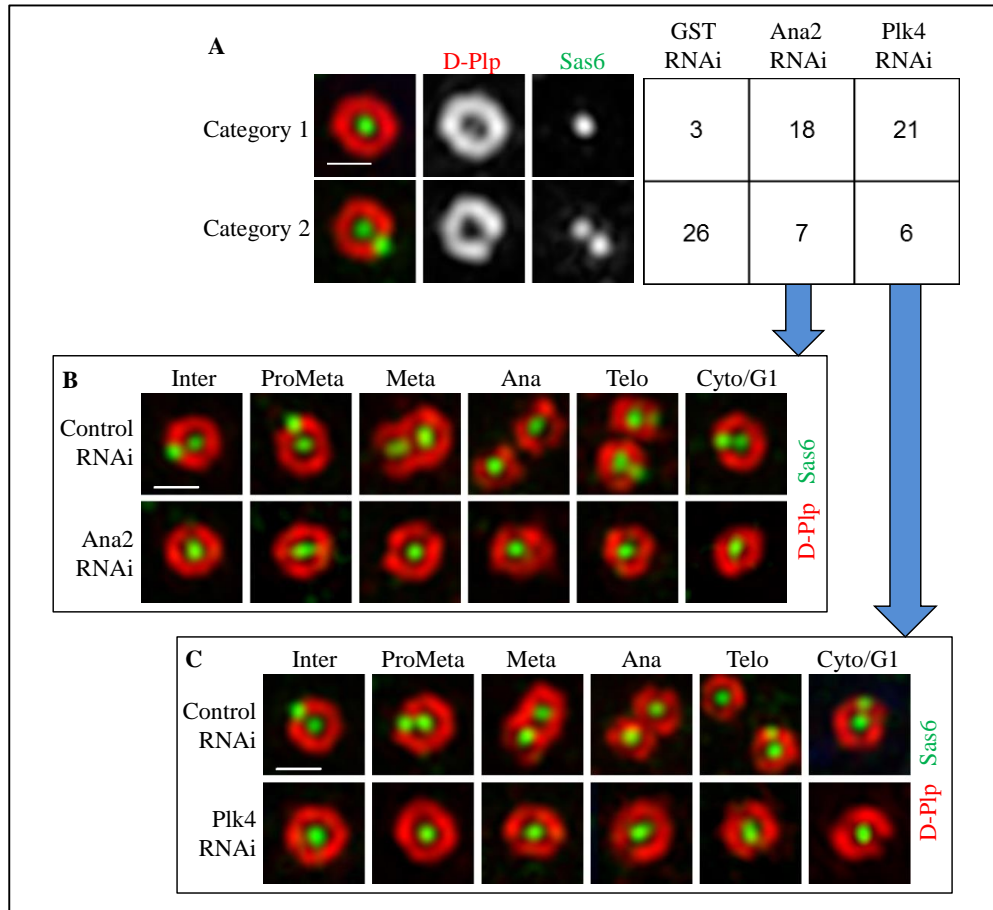 A
D-Plp Sas6
GST RNAi
Ana2 RNAi
Plk4 RNAi
Category 1
3 18 21
Category 2
26 7 6
B
Inter ProMeta Meta Ana Telo Cyto/G1
Control RNAi
Ana2 RNAi
D-Plp Sas6
C
Inter ProMeta Meta Ana Telo Cyto/G1
Control RNAi
Plk4 RNAi
D-Plp Sas6